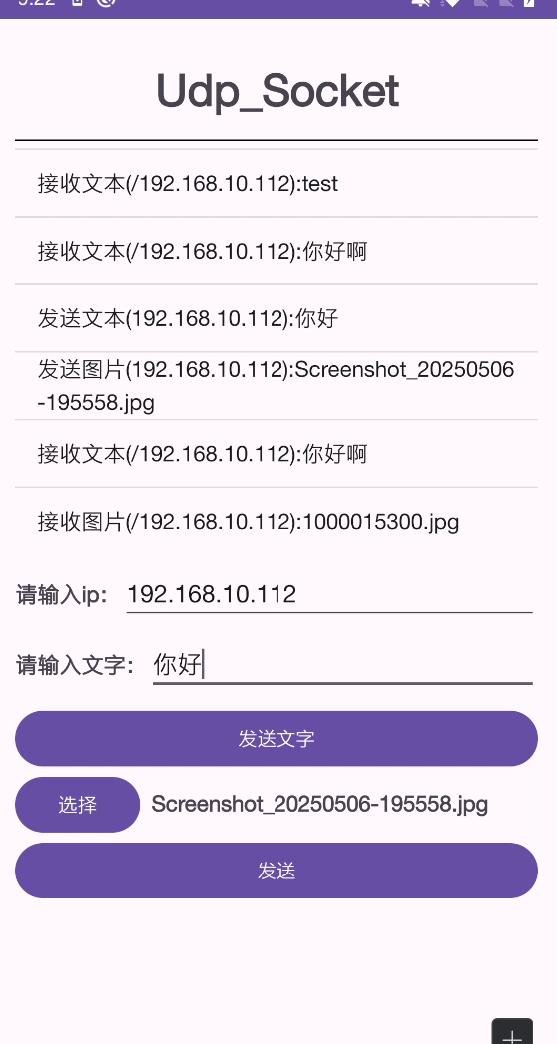 9:22
Udp_Socket
接收文本(/192.168.10.112):test
接收文本(/192.168.10.112):你好啊
发送文本(192.168.10.112):你好
发送图片(192.168.10.112):Screenshot_20250506
-195558.jpg
接收文本(/192.168.10.112):你好啊
接收图片(/192.168.10.112):1000015300.jpg
请输入ip: 192.168.10.112
请输入文字: 你好
发送文字
选择 Screenshot_20250506-195558.jpg
发送